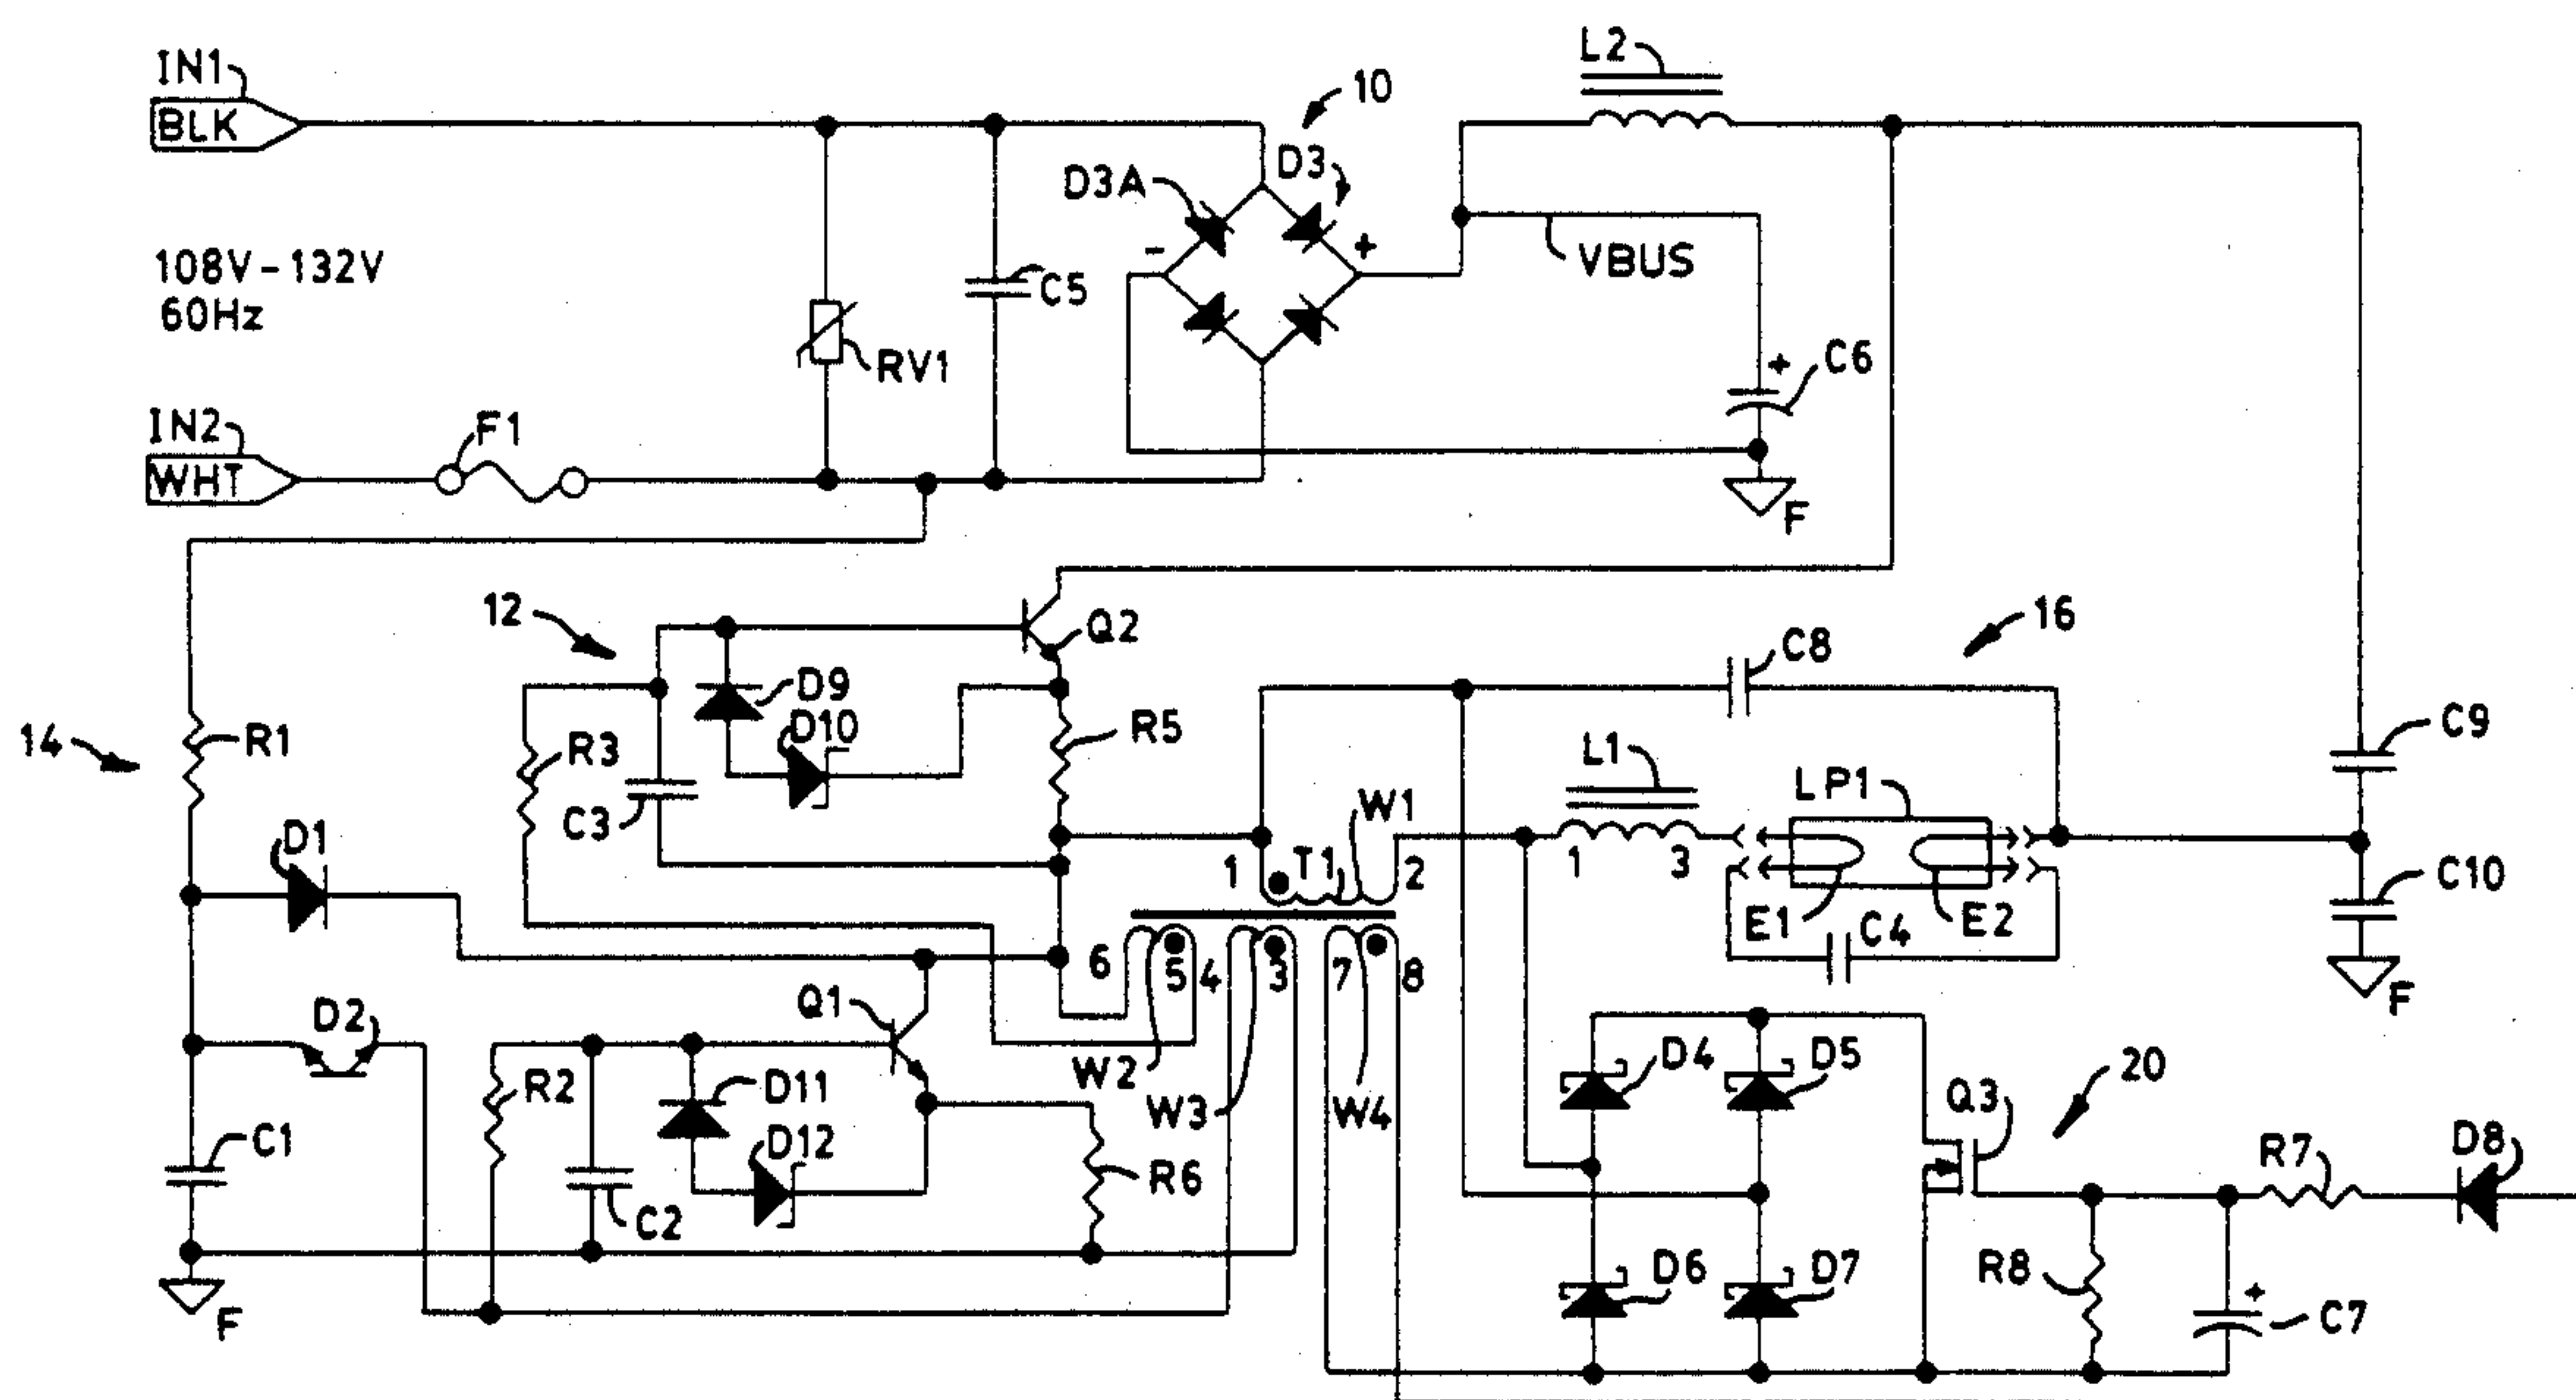 IN1
BLK
108V-132V
60Hz
IN2
WHT
F1
RV1
C5
10
D3A
D3
-
+
L2
VBUS
+
C6
F
12
Q2
16
C8
D9
D10
R3
C3
R5
14
R1
L1
LP1
C9
D1
1
T1
W1
2
1
3
E1
C4
E2
C10
F
6
5
4
3
7
8
Q1
D2
R2
D11
D12
W2
W3
W4
D4
D5
Q3
20
C1
C2
R6
R7
D8
D6
D7
R8
+
C7
F